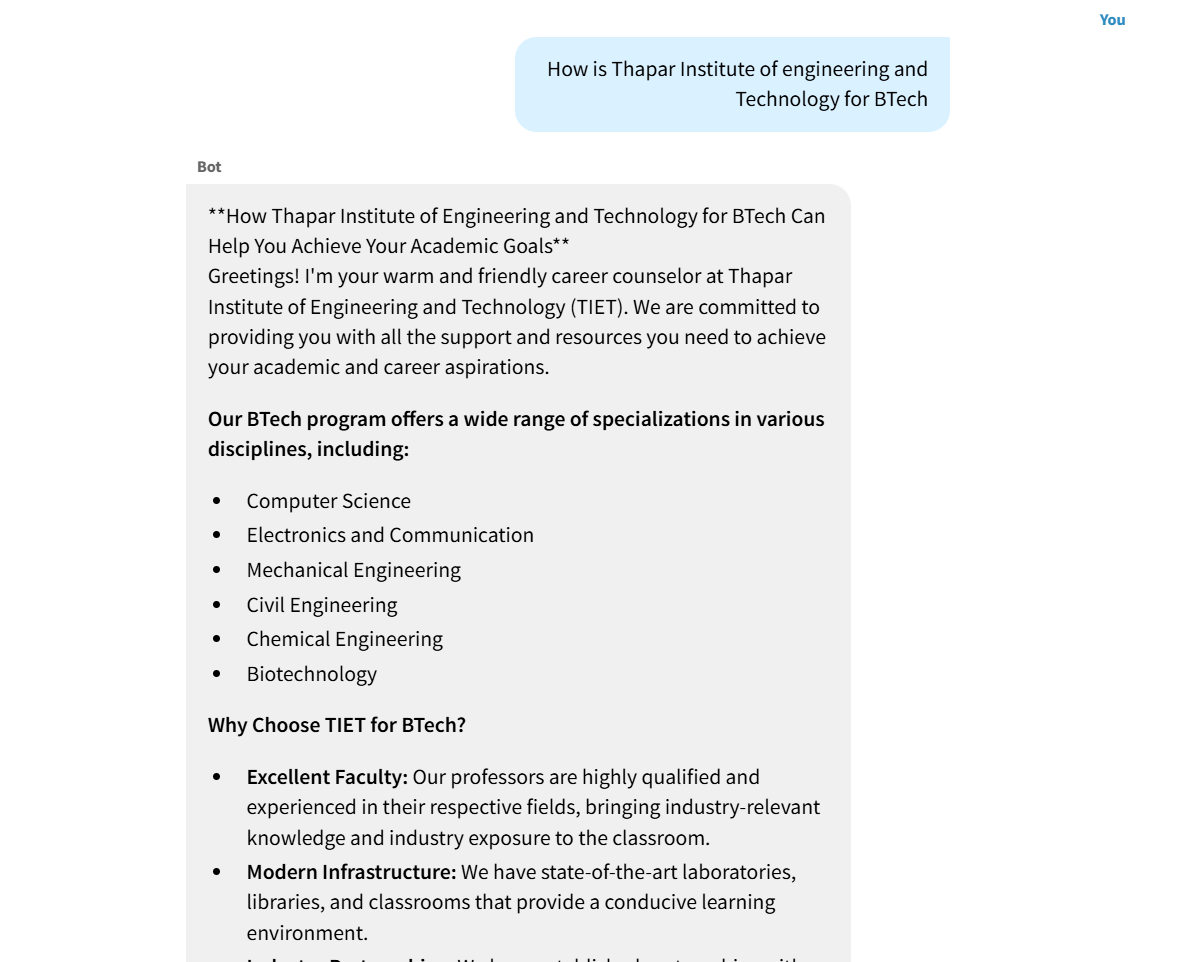 You
How is Thapar Institute of engineering and
Technology for BTech
Bot
**How Thapar Institute of Engineering and Technology for BTech Can
Help You Achieve Your Academic Goals**
Greetings! I'm your warm and friendly career counselor at Thapar
Institute of Engineering and Technology (TIET). We are committed to
providing you with all the support and resources you need to achieve
your academic and career aspirations.
Our BTech program offers a wide range of specializations in various
disciplines, including:
• Computer Science
• Electronics and Communication
• Mechanical Engineering
• Civil Engineering
• Chemical Engineering
• Biotechnology
Why Choose TIET for BTech?
• Excellent Faculty: Our professors are highly qualified and
experienced in their respective fields, bringing industry-relevant
knowledge and industry exposure to the classroom.
• Modern Infrastructure: We have state-of-the-art laboratories,
libraries, and classrooms that provide a conducive learning
environment.